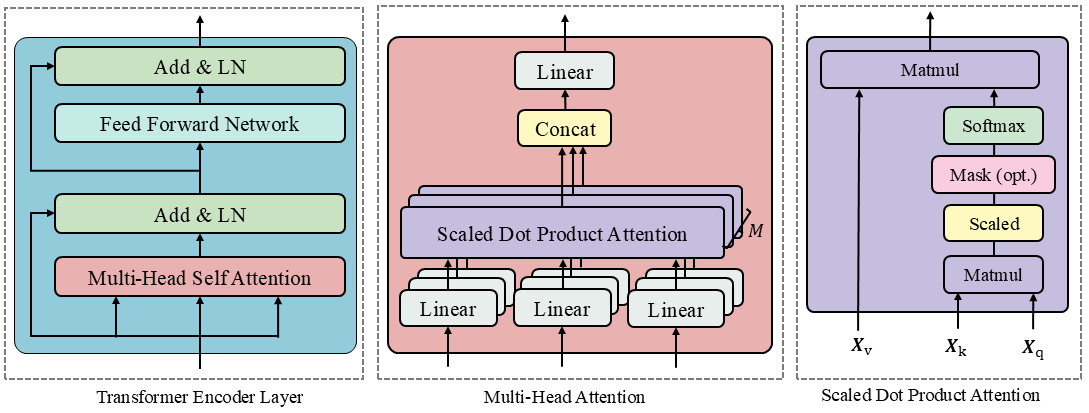 Add & LN
Feed Forward Network
Add & LN
Multi-Head Self Attention
Transformer Encoder Layer
Linear
Concat
Scaled Dot Product Attention
M
Linear Linear Linear
Multi-Head Attention
Matmul
Softmax
Mask (opt.)
Scaled
Matmul
Xv Xk Xq
Scaled Dot Product Attention